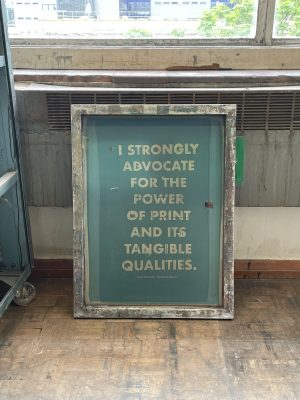 I STRONGLY
ADVOCATE
FOR THE
POWER
OF PRINT
AND ITS
TANGIBLE
QUALITIES.